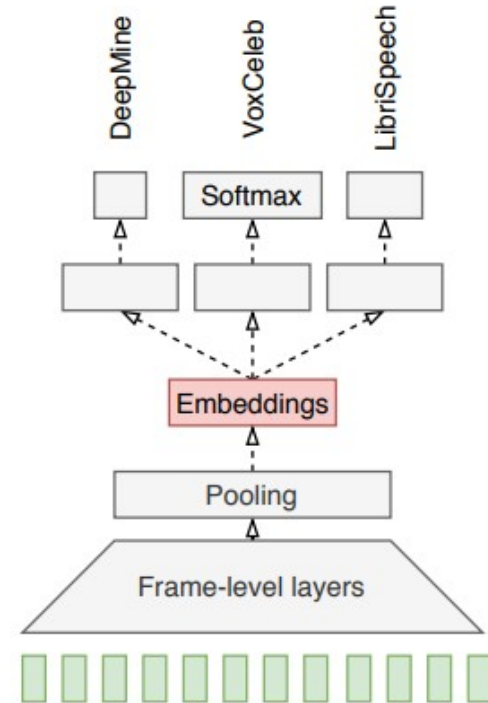 DeepMine
VoxCeleb
LibriSpeech
Softmax
Embeddings
Pooling
Frame-level layers